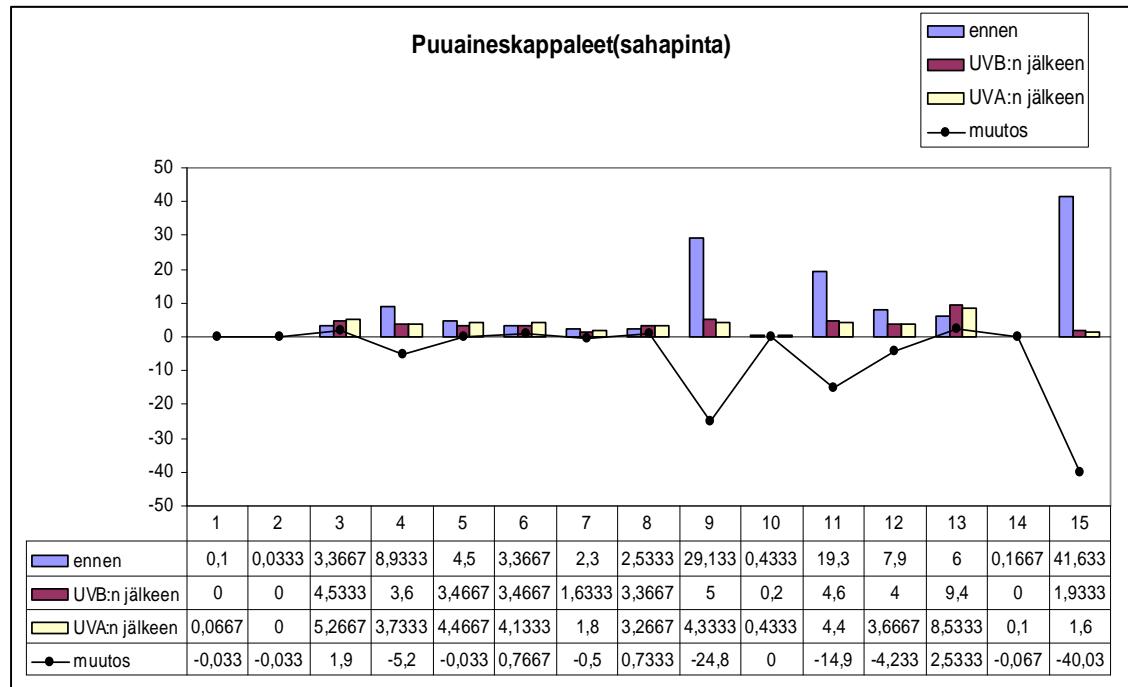 Puuaineskappaleet(sahapinta)
ennen
UVB:n jälkeen
UVA:n jälkeen
muutos
50
40
30
20
10
0
-10
-20
-30
-40
-50
1 2 3 4 5 6 7 8 9 10 11 12 13 14 15
ennen 0,1 0,0333 3,3667 8,9333 4,5 3,3667 2,3 2,5333 29,133 0,4333 19,3 7,9 6 0,1667 41,633
UVB:n jälkeen 0 0 4,5333 3,6 3,4667 3,4667 1,6333 3,3667 5 0,2 4,6 4 9,4 0 1,9333
UVA:n jälkeen 0,0667 0 5,2667 3,7333 4,4667 4,1333 1,8 3,2667 4,3333 0,4333 4,4 3,6667 8,5333 0,1 1,6
muutos -0,033 -0,033 1,9 -5,2 -0,033 0,7667 -0,5 0,7333 -24,8 0 -14,9 -4,233 2,5333 -0,067 -40,03